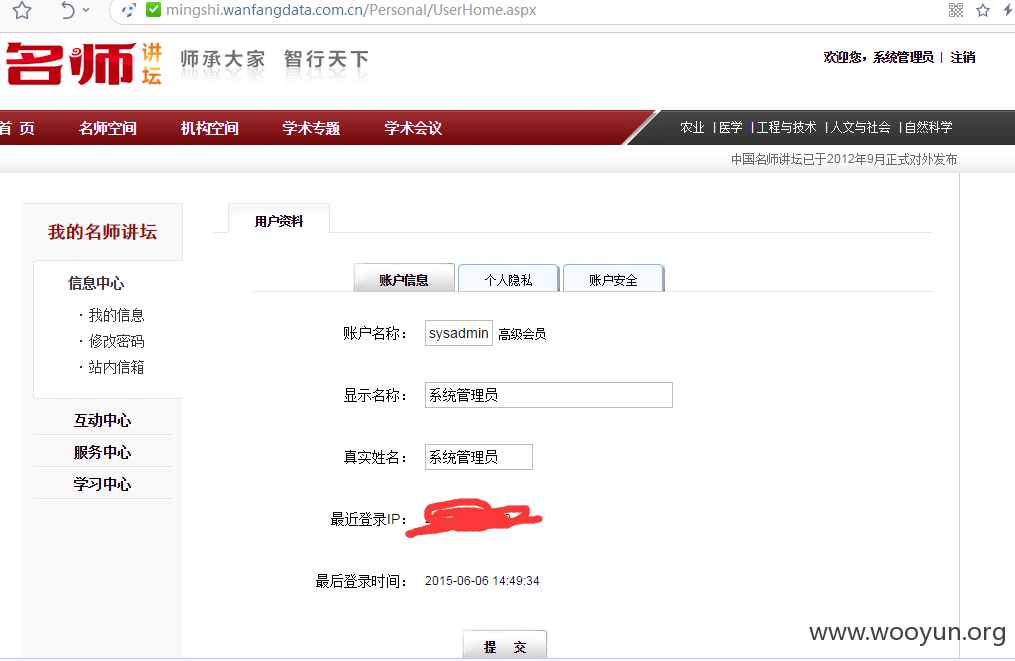 mingshi.wanfangdata.com.cn/Personal/UserHome.aspx
名师 讲坛 师承大家 智行天下
欢迎您，系统管理员 | 注销
首 页 名师空间 机构空间 学术专题 学术会议 农业 | 医学 | 工程与技术 | 人文与社会 | 自然科学
中国名师讲坛已于2012年9月正式对外发布
我的名师讲坛
信息中心
· 我的信息
· 修改密码
· 站内信箱
互动中心
服务中心
学习中心
用户资料
账户信息 个人隐私 账户安全
账户名称： sysadmin 高级会员
显示名称： 系统管理员
真实姓名： 系统管理员
最近登录IP：
最后登录时间： 2015-06-06 14:49:34
提 交
www.wooyun.org